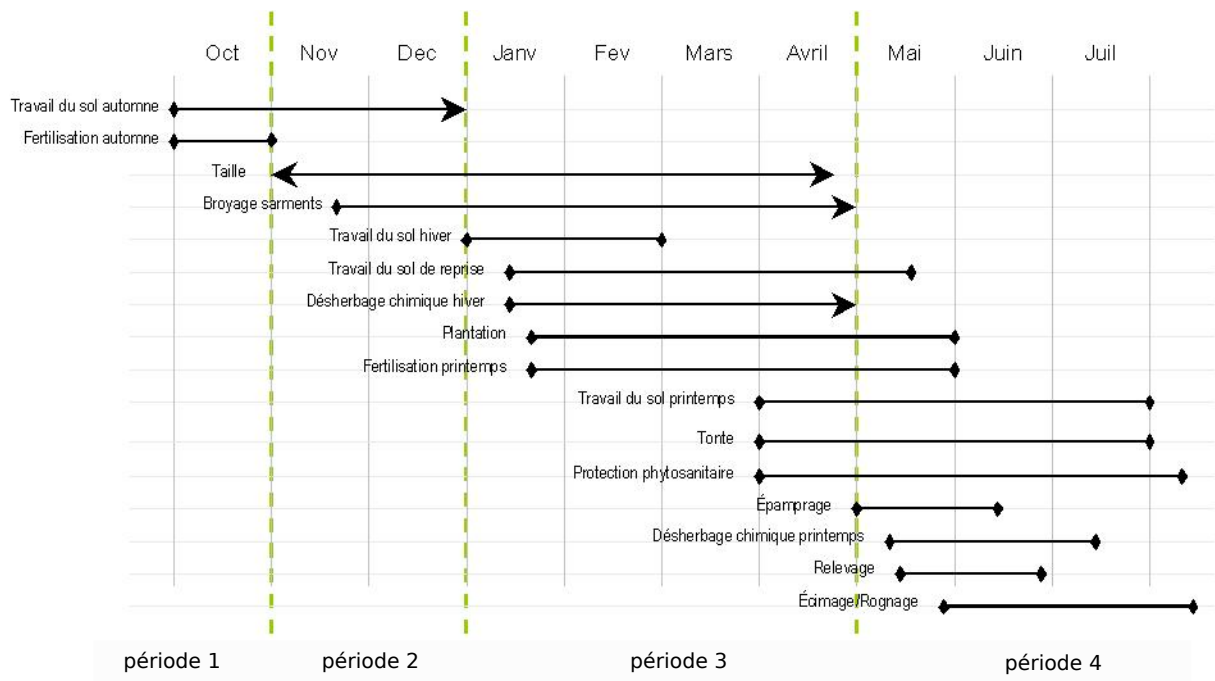 Oct Nov Dec Janv Fev Mars Avril Mai Juin Juil
Travail du sol automne
Fertilisation automne
Taille
Broyage sarments
Travail du sol hiver
Travail du sol de reprise
Désherbage chimique hiver
Plantation
Fertilisation printemps
Travail du sol printemps
Tonte
Protection phytosanitaire
Épamprage
Désherbage chimique printemps
Relevage
Écimage/Rognage
période 1 période 2 période 3 période 4